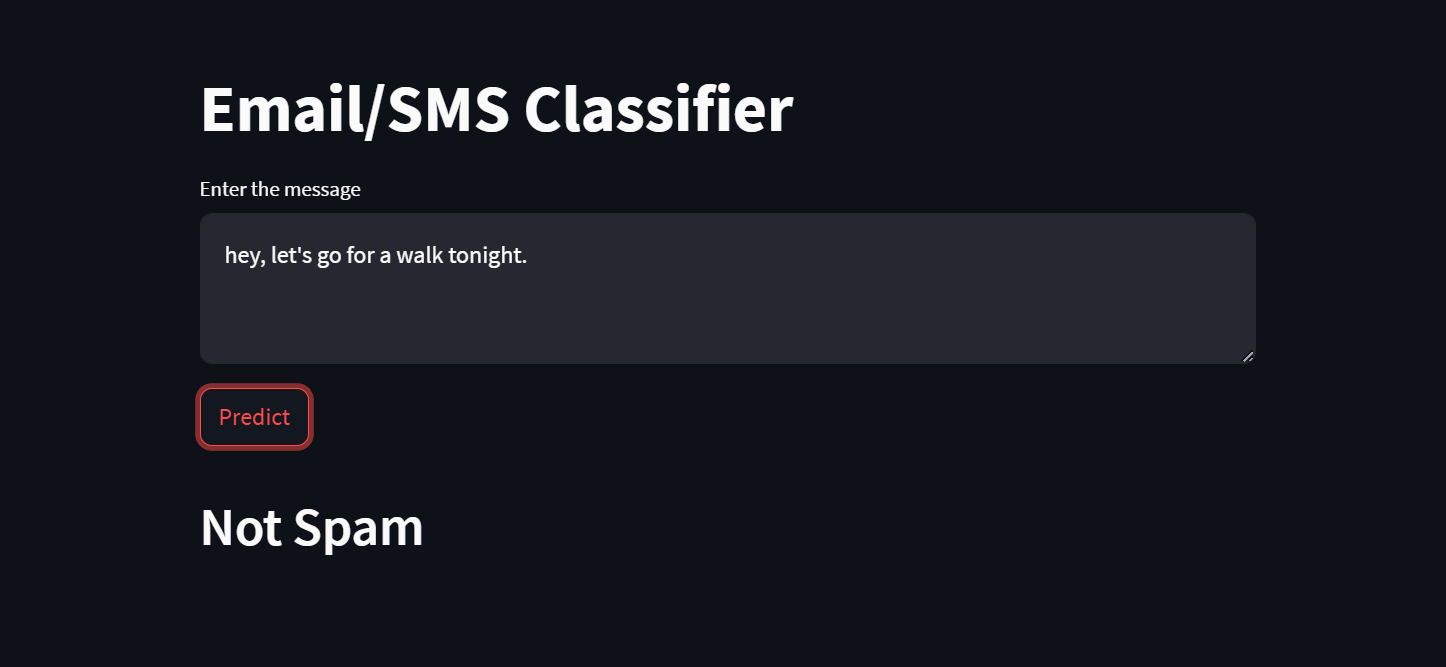 Email/SMS Classifier
Enter the message
hey, let's go for a walk tonight.
Predict
Not Spam